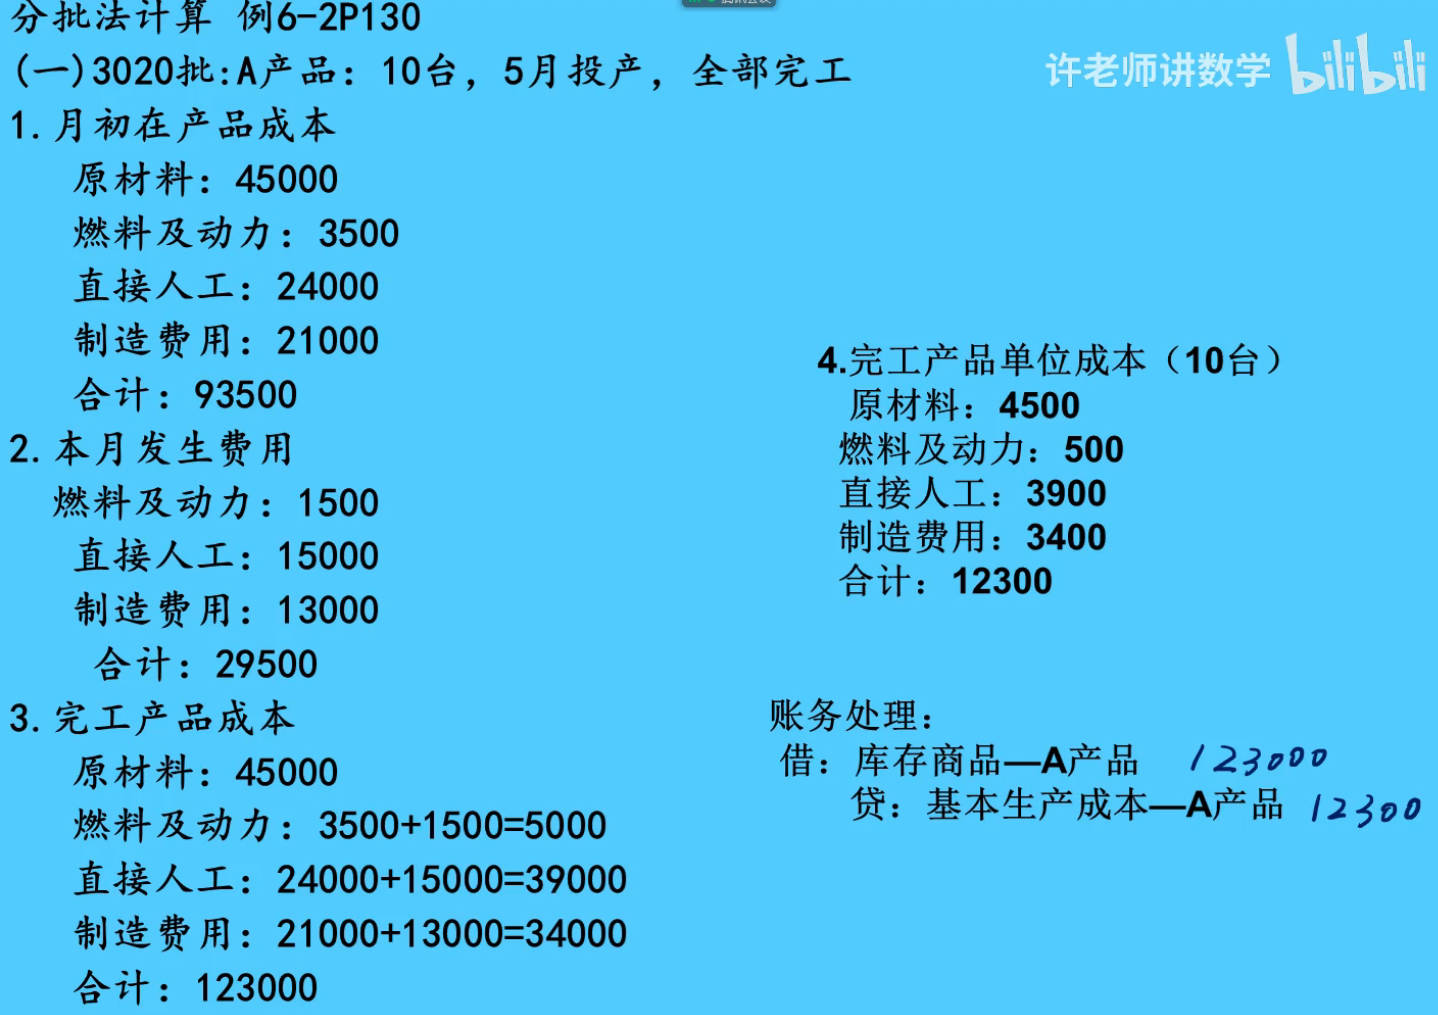 分批法计算 例6-2P130
(一)3020批:A产品：10台，5月投产，全部完工
许老师讲数学 bilibili
1.月初在产品成本
原材料：45000
燃料及动力：3500
直接人工：24000
制造费用：21000
合计：93500
2.本月发生费用
燃料及动力：1500
直接人工：15000
制造费用：13000
合计：29500
3.完工产品成本
原材料：45000
燃料及动力：3500+1500=5000
直接人工：24000+15000=39000
制造费用：21000+13000=34000
合计：123000
4.完工产品单位成本（10台）
原材料：4500
燃料及动力：500
直接人工：3900
制造费用：3400
合计：12300
账务处理：
借：库存商品—A产品 123000
贷：基本生产成本—A产品 12300